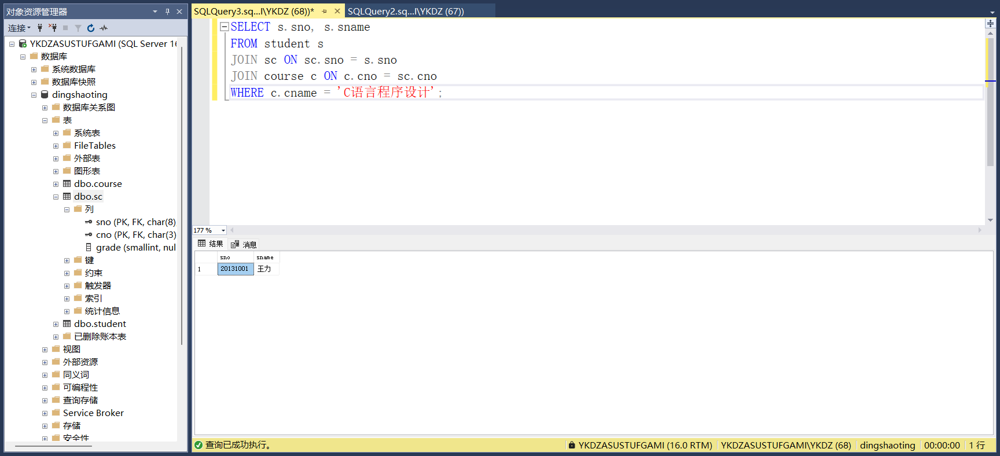 对象资源管理器
连接
YKDZASUSTUFGAMI (SQL Server 16
数据库
系统数据库
数据库快照
dingshaoting
数据库关系图
表
系统表
FileTables
外部表
图形表
dbo.course
dbo.sc
列
sno (PK, FK, char(8)
cno (PK, FK, char(3)
grade (smallint, nul
键
约束
触发器
索引
统计信息
dbo.student
已删除账本表
视图
外部资源
同义词
可编程性
查询存储
Service Broker
存储
安全性
SQLQuery3.sq...I\YKDZ (68))*
SQLQuery2.sq...I\YKDZ (67))
SELECT s.sno, s.sname
FROM student s
JOIN sc ON sc.sno = s.sno
JOIN course c ON c.cno = sc.cno
WHERE c.cname = 'C语言程序设计';
177 %
结果 消息
sno sname
1 20131001 王力
查询已成功执行。
YKDZASUSTUFGAMI (16.0 RTM) YKDZASUSTUFGAMI\YKDZ (68) dingshaoting 00:00:00 1 行